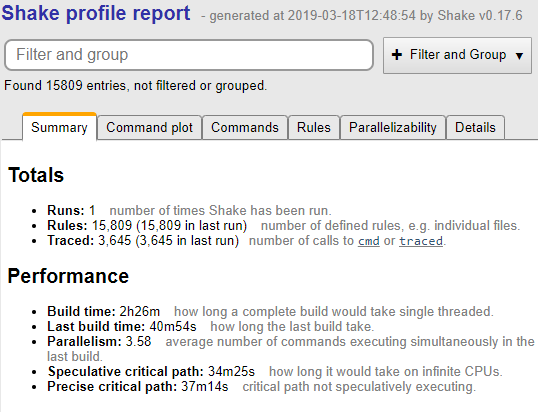 Shake profile report - generated at 2019-03-18T12:48:54 by Shake v0.17.6
Filter and group
+ Filter and Group ▼
Found 15809 entries, not filtered or grouped.
Summary Command plot Commands Rules Parallelizability Details
Totals
• Runs: 1 number of times Shake has been run.
• Rules: 15,809 (15,809 in last run) number of defined rules, e.g. individual files.
• Traced: 3,645 (3,645 in last run) number of calls to cmd or traced.
Performance
• Build time: 2h26m how long a complete build would take single threaded.
• Last build time: 40m54s how long the last build take.
• Parallelism: 3.58 average number of commands executing simultaneously in the
last build.
• Speculative critical path: 34m25s how long it would take on infinite CPUs.
• Precise critical path: 37m14s critical path not speculatively executing.